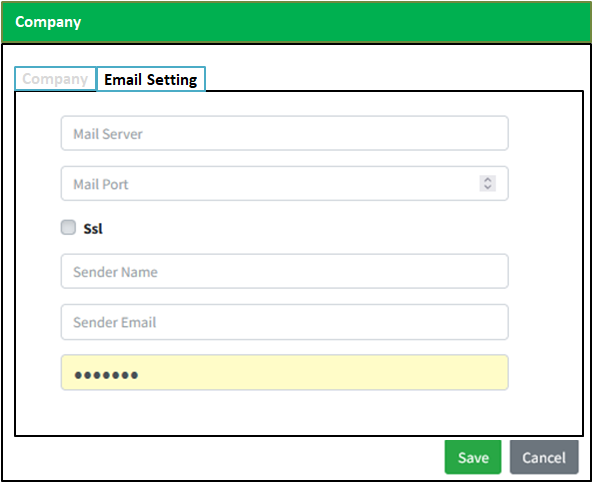 Company
Company Email Setting
Mail Server
Mail Port
Ssl
Sender Name
Sender Email
●●●●●●●
Save Cancel